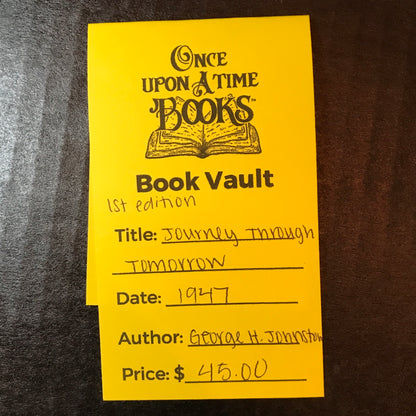 ONCE
UPON A TIME
BOOKS™
Book Vault
1st edition
Title: Journey Through
Tomorrow
Date: 1947
Author: George H. Johnston
Price: $ 45.00